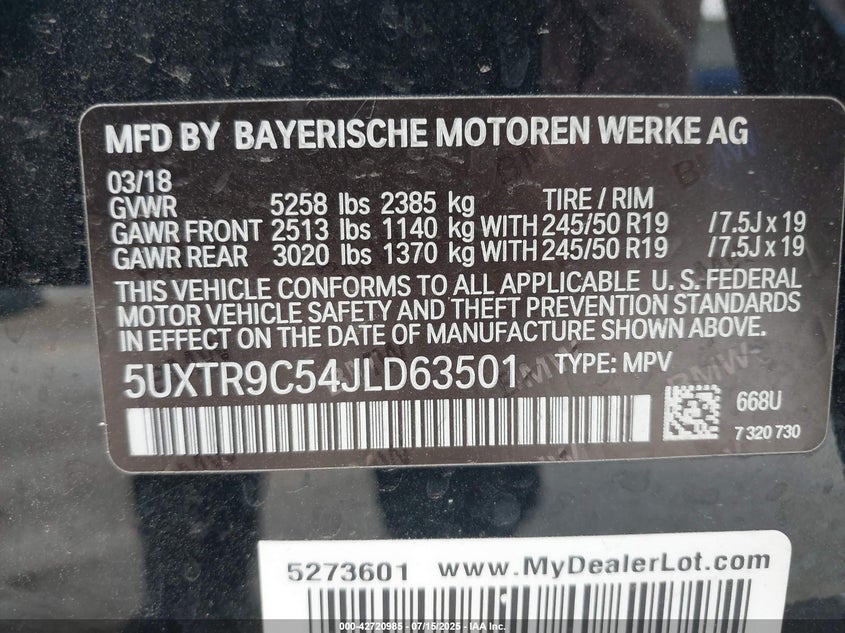 MFD BY BAYERISCHE MOTOREN WERKE AG
03/18
GVWR 5258 lbs 2385 kg TIRE / RIM
GAWR FRONT 2513 lbs 1140 kg WITH 245/50 R19 /7.5J x 19
GAWR REAR 3020 lbs 1370 kg WITH 245/50 R19 /7.5J x 19
THIS VEHICLE CONFORMS TO ALL APPLICABLE U. S. FEDERAL
MOTOR VEHICLE SAFETY AND THEFT PREVENTION STANDARDS
IN EFFECT ON THE DATE OF MANUFACTURE SHOWN ABOVE.
5UXTR9C54JLD63501 TYPE: MPV
668U
7 320 730
5273601 www.MyDealerLot.com
000-42720985 - 07/15/2025 - IAA Inc.